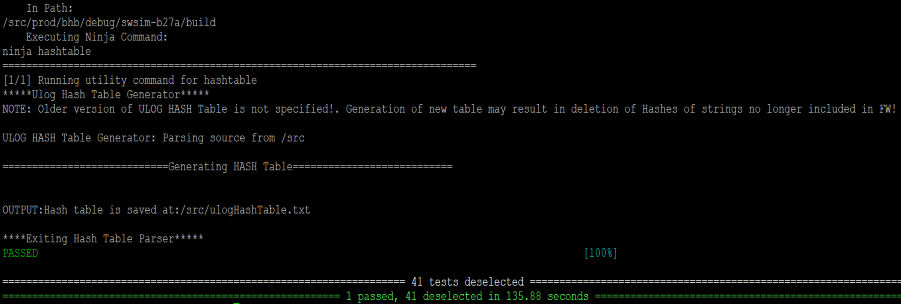 In Path:
/src/prod/bhb/debug/swsim-b27a/build
Executing Ninja Command:
ninja hashtable
================================================================================
[1/1] Running utility command for hashtable
*****Ulog Hash Table Generator*****
NOTE: Older version of ULOG HASH Table is not specified!. Generation of new table may result in deletion of Hashes of strings no longer included in FW!
ULOG HASH Table Generator: Parsing source from /src
============================Generating HASH Table===========================
OUTPUT:Hash table is saved at:/src/ulogHashTable.txt
****Exiting Hash Table Parser*****
PASSED [100%]
==================================================================== 41 tests deselected ===============================================================
========================================================= 1 passed, 41 deselected in 135.88 seconds ====================================================